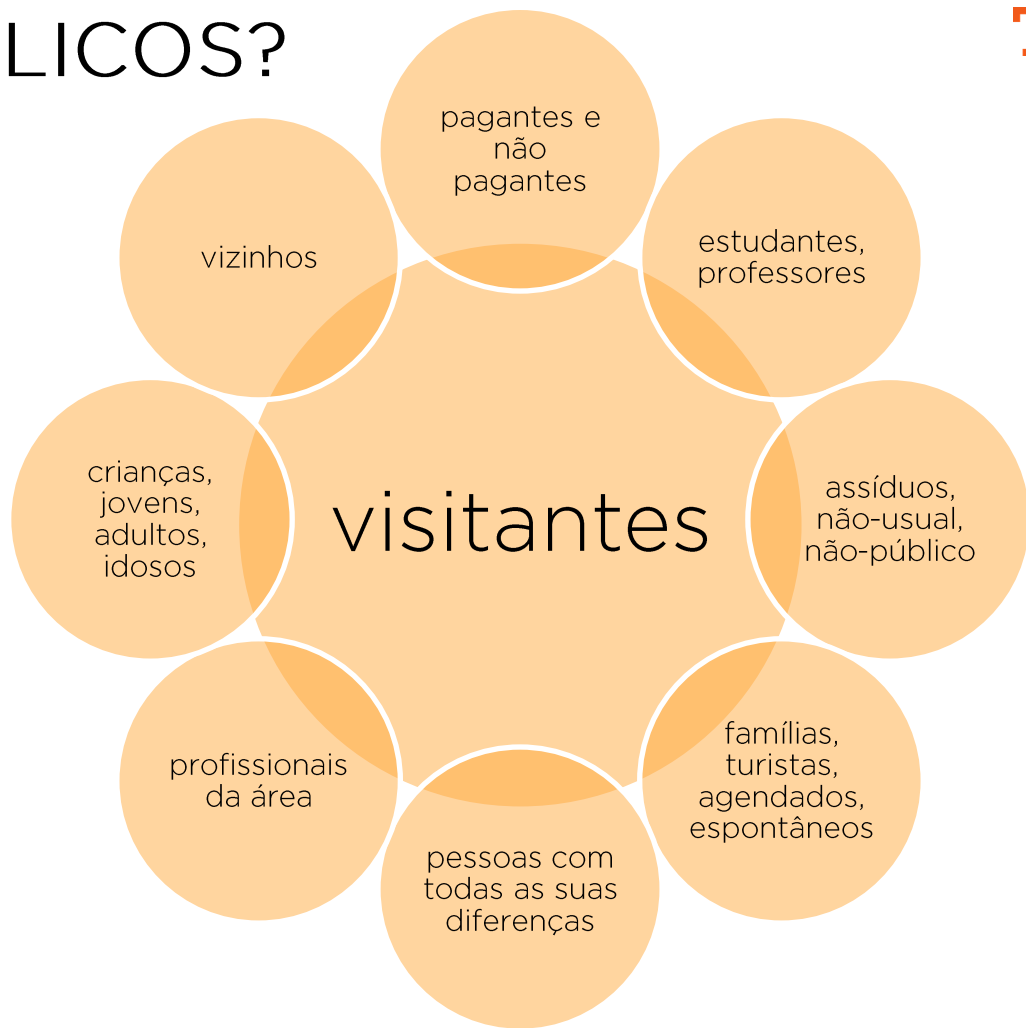 LICOS?
pagantes e
não
pagantes
estudantes,
professores
vizinhos
assíduos,
não-usual,
não-público
crianças,
jovens,
adultos,
idosos
visitantes
famílias,
turistas,
agendados,
espontâneos
profissionais
da área
pessoas com
todas as suas
diferenças